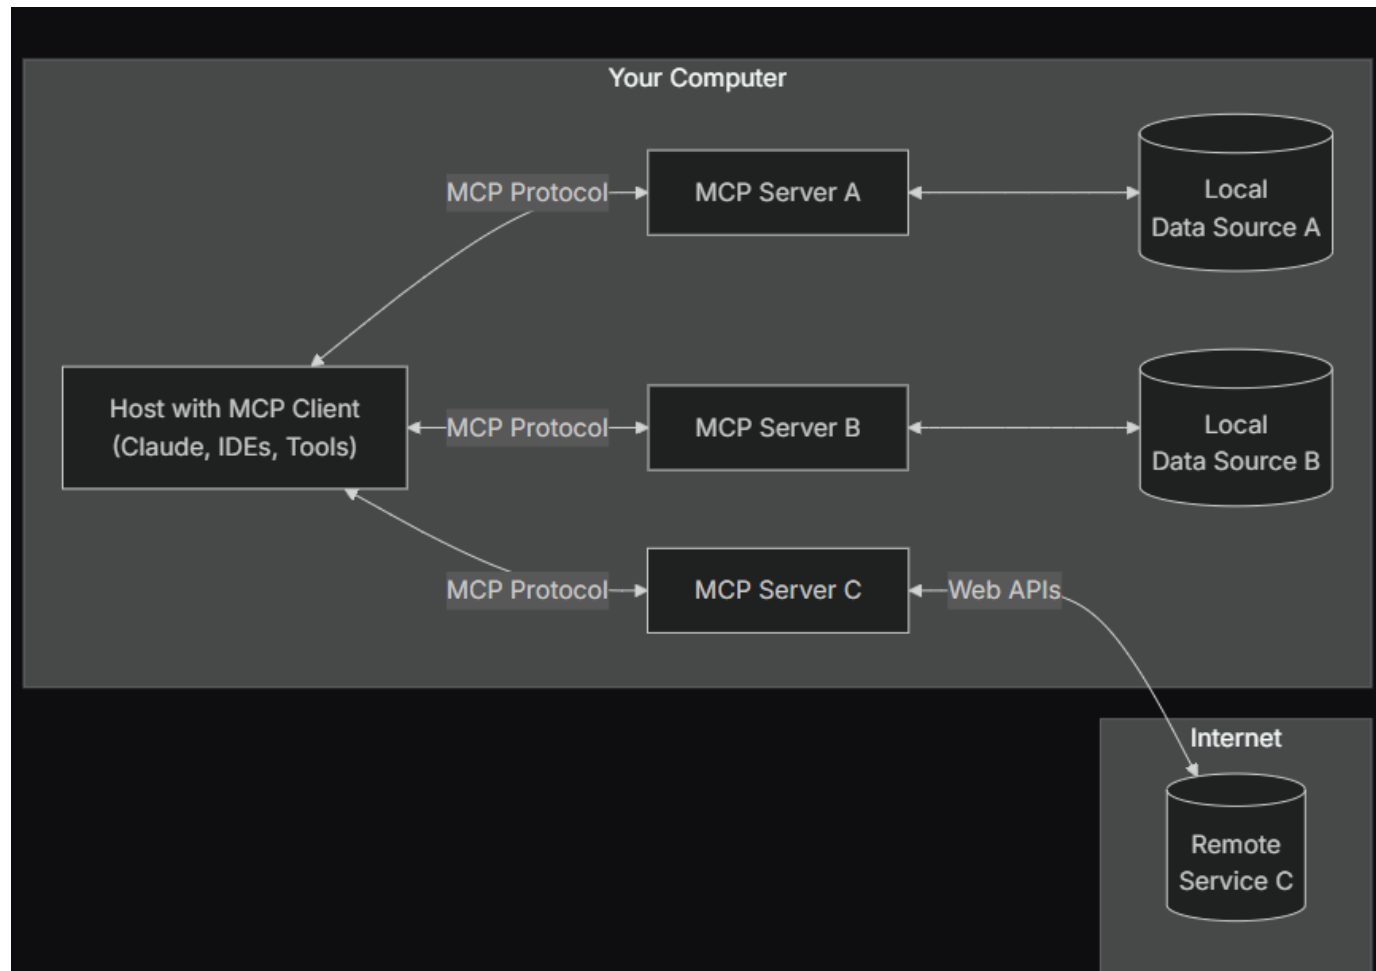 Your Computer
MCP Protocol
MCP Server A
Local
Data Source A
Host with MCP Client
(Claude, IDEs, Tools)
MCP Protocol
MCP Server B
Local
Data Source B
MCP Protocol
MCP Server C
Web APIs
Internet
Remote
Service C